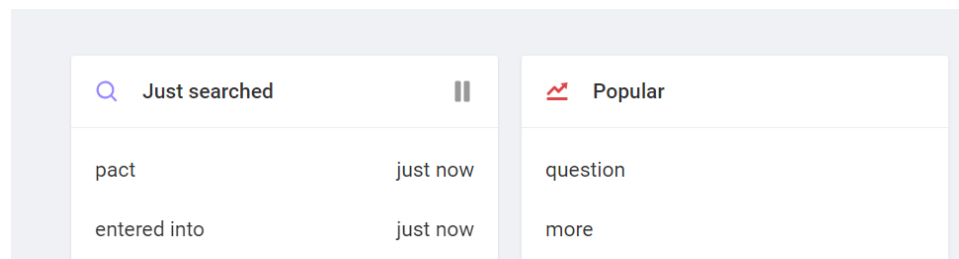 Just searched
pact just now
entered into just now
Popular
question
more